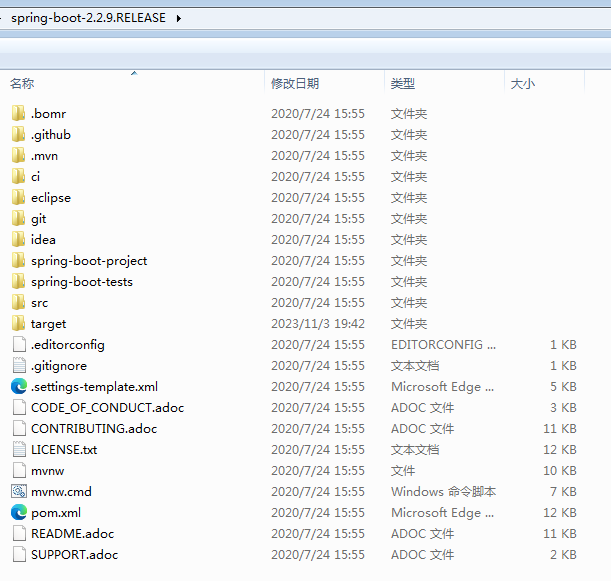 spring-boot-2.2.9.RELEASE
名称 修改日期 类型 大小
.bomr 2020/7/24 15:55 文件夹
.github 2020/7/24 15:55 文件夹
.mvn 2020/7/24 15:55 文件夹
ci 2020/7/24 15:55 文件夹
eclipse 2020/7/24 15:55 文件夹
git 2020/7/24 15:55 文件夹
idea 2020/7/24 15:55 文件夹
spring-boot-project 2020/7/24 15:55 文件夹
spring-boot-tests 2020/7/24 15:55 文件夹
src 2020/7/24 15:55 文件夹
target 2023/11/3 19:42 文件夹
.editorconfig 2020/7/24 15:55 EDITORCONFIG ... 1 KB
.gitignore 2020/7/24 15:55 文本文档 1 KB
.settings-template.xml 2020/7/24 15:55 Microsoft Edge ... 5 KB
CODE_OF_CONDUCT.adoc 2020/7/24 15:55 ADOC 文件 3 KB
CONTRIBUTING.adoc 2020/7/24 15:55 ADOC 文件 11 KB
LICENSE.txt 2020/7/24 15:55 文本文档 12 KB
mvnw 2020/7/24 15:55 文件 10 KB
mvnw.cmd 2020/7/24 15:55 Windows 命令脚本 7 KB
pom.xml 2020/7/24 15:55 Microsoft Edge ... 12 KB
README.adoc 2020/7/24 15:55 ADOC 文件 11 KB
SUPPORT.adoc 2020/7/24 15:55 ADOC 文件 2 KB